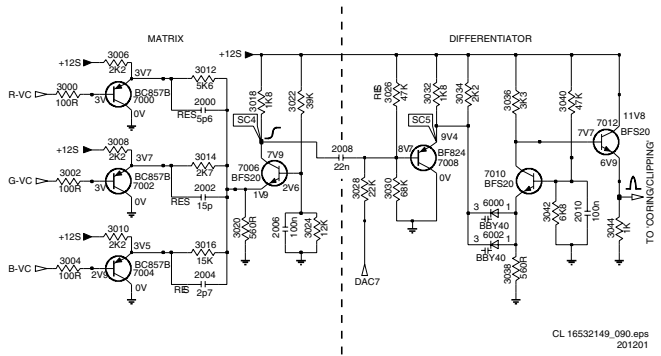 MATRIX
DIFFERENTIATOR
+12S
3006
2K2
3V7
3012
5K6
R-VC
3000
100R
3V
BC857B
7000
0V
RES
2000
5p6
+12S
3008
2K2
3V7
3014
2K7
G-VC
3002
100R
3V
BC857B
7002
0V
RES
2002
15p
+12S
3010
2K2
3V5
3016
15K
B-VC
3004
100R
2V9
BC857B
7004
0V
RES
2004
2p7
+12S
3018
1K8
3022
39K
SC4
7V9
7006
BFS20
1V9
2V6
3020
560R
2006
100n
3024
12K
2008
22n
3028
22K
DAC7
RES
3026
47K
3032
1K8
3034
2K2
SC5
9V4
8V7
BF824
7008
0V
3030
68K
3036
3K3
3040
47K
7010
BFS20
3
6000
1
BBY40
3
6002
1
BBY40
3038
560R
3042
6K8
2010
100n
7012
11V8
BFS20
7V7
6V9
3044
1K
TO 'CORING/CLIPPING'
CL 16532149_090.eps
201201